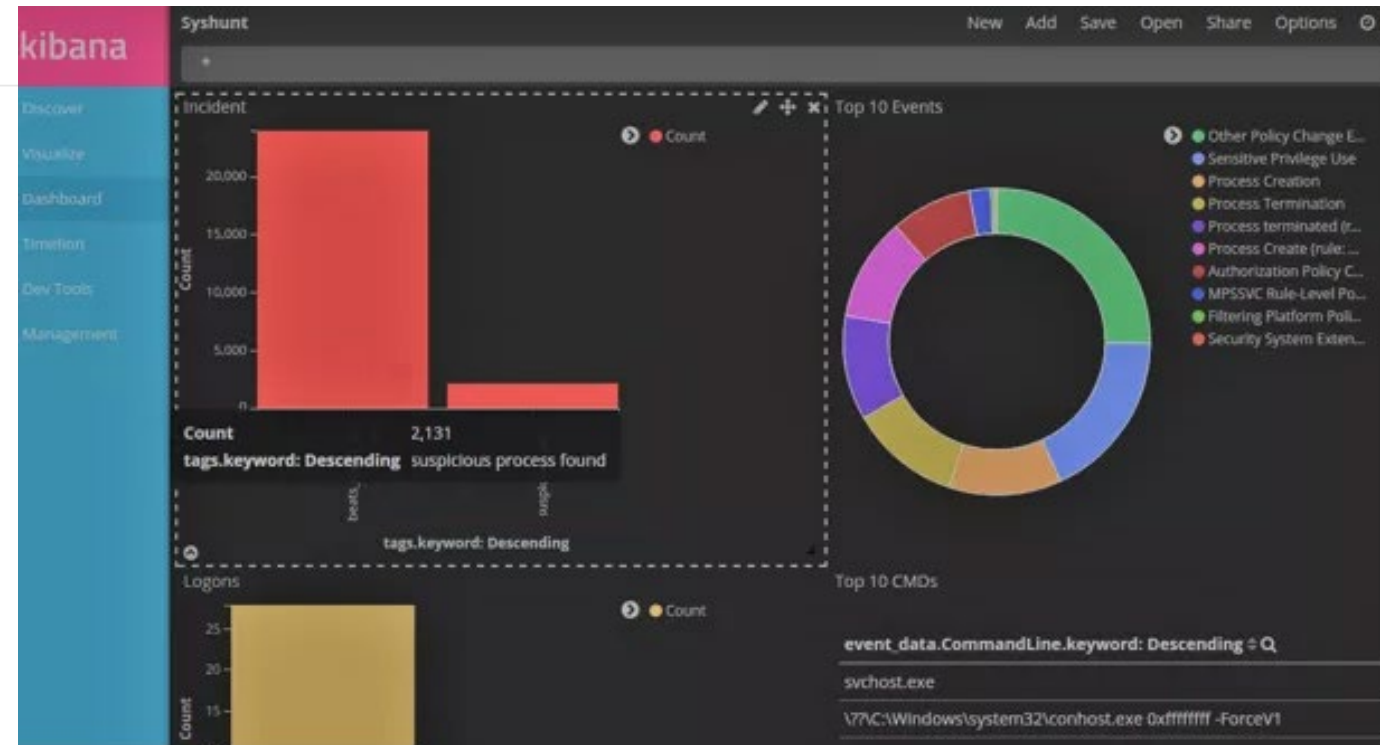 kibana
Syshunt
New Add Save Open Share Options
*
Discover
Visualize
Dashboard
Timelion
Dev Tools
Management
Incident
Count
20,000
15,000
10,000
5,000
0
Count
Count 2,131
tags.keyword: Descending suspicious process found
beats_
suspic
tags.keyword: Descending
Top 10 Events
Other Policy Change E...
Sensitive Privilege Use
Process Creation
Process Termination
Process terminated (r...
Process Create (rule: ...
Authorization Policy C...
MPSSVC Rule-Level Po...
Filtering Platform Poli...
Security System Exten...
Logons
Count
25
20
15
Count
Top 10 CMDs
event_data.CommandLine.keyword: Descending
svchost.exe
\??\C:\Windows\system32\conhost.exe 0xffffffff -ForceV1